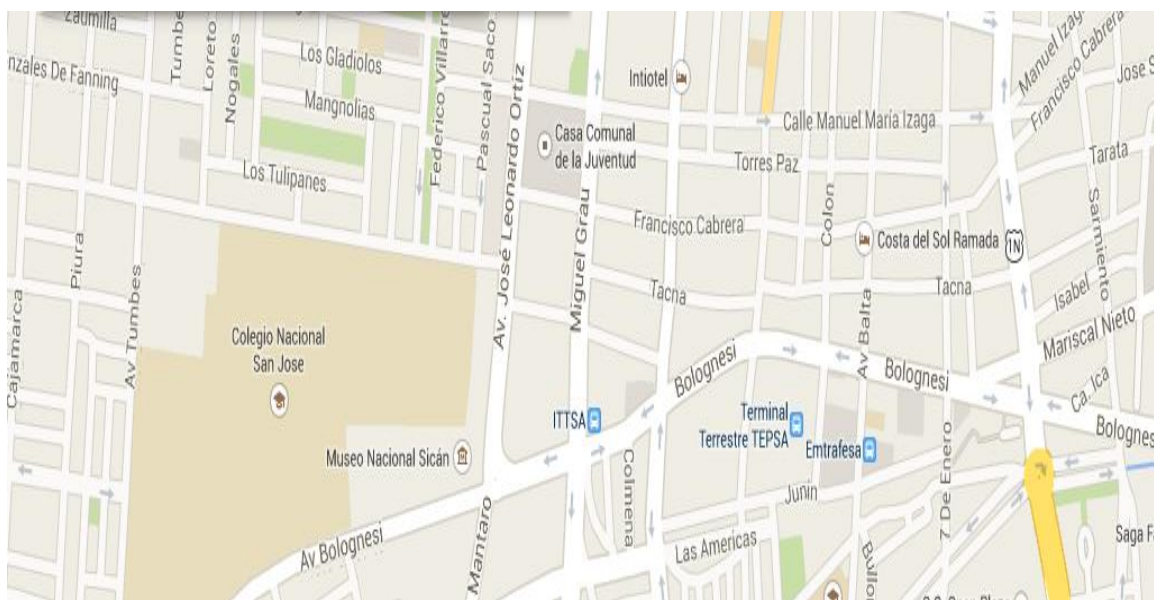 Zaumilla
nzales De Fanning
Tumbe
Loreto
Nogales
Los Gladiolos
Mangnolias
Los Tulipanes
Federico Villarre
Pascual Saco
Av. José Leonardo Ortiz
Casa Comunal
de la Juventud
Miguel Grau
Intiotel
Calle Manuel María Izaga
Torres Paz
Francisco Cabrera
Colon
Costa del Sol Ramada
1N
Manuel Izag
Francisco Cabrera
Jose S
Tarata
Sarmiento
Tacna
Tacna
Isabel
Mariscal Nieto
Ca. Ica
Piura
Cajamarca
Av Tumbes
Colegio Nacional
San Jose
Museo Nacional Sicán
ITTSA
Bolognesi
Av Balta
Bolognesi
Bolognes
Terminal
Terrestre TEPSA
Emtrafesa
7 De Enero
Junin
Colmena
Las Americas
Av Bolognesi
Mantaro
Saga Fa